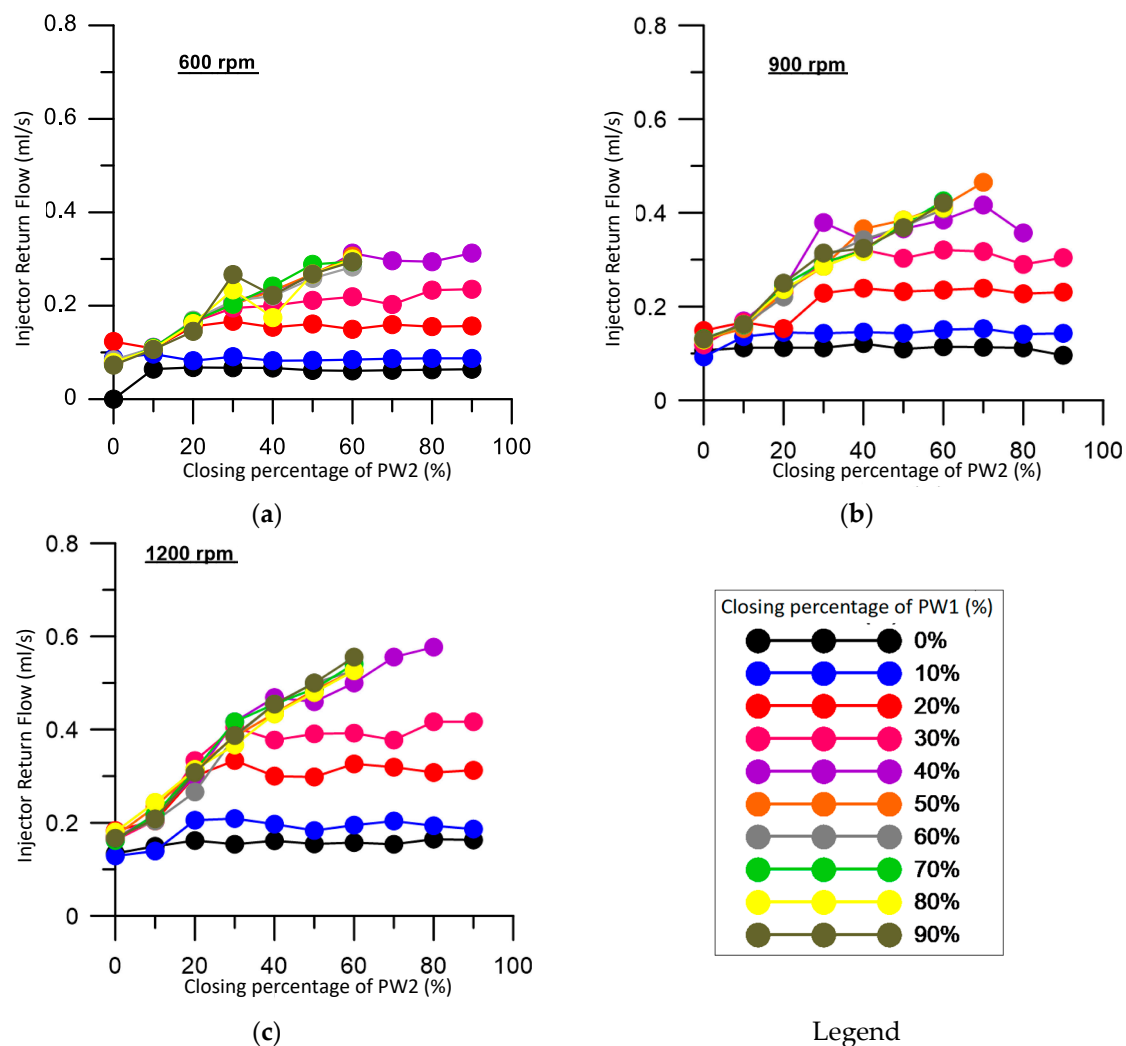 0.8
600 rpm
0.6
0.4
0.2
0
Injector Return Flow (ml/s)
0 20 40 60 80 100
Closing percentage of PW2 (%)
(a)
0.8
900 rpm
0.6
0.4
0.2
0
Injector Return Flow (ml/s)
0 20 40 60 80 100
Closing percentage of PW2 (%)
(b)
0.8
1200 rpm
0.6
0.4
0.2
0
Injector Return Flow (ml/s)
0 20 40 60 80 100
Closing percentage of PW2 (%)
(c)
Closing percentage of PW1 (%)
0%
10%
20%
30%
40%
50%
60%
70%
80%
90%
Legend